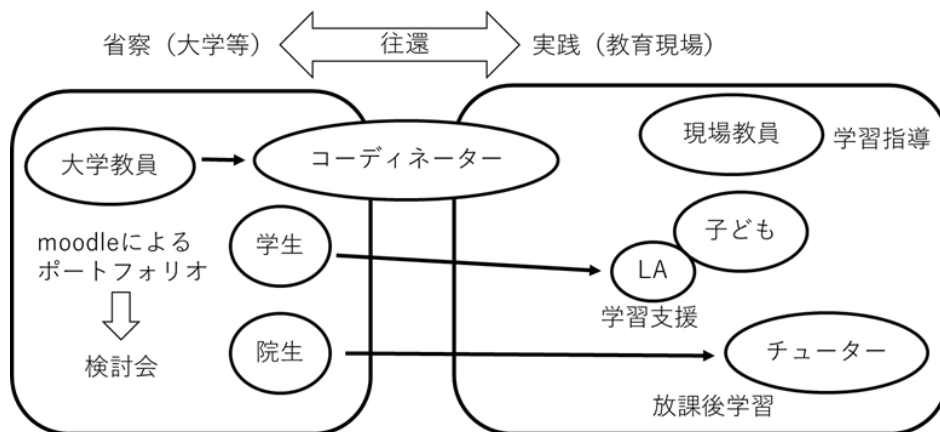 省察（大学等）
往還
実践（教育現場）
大学教員
コーディネーター
現場教員
学習指導
moodleによる
ポートフォリオ
検討会
学生
院生
子ども
LA
学習支援
チューター
放課後学習